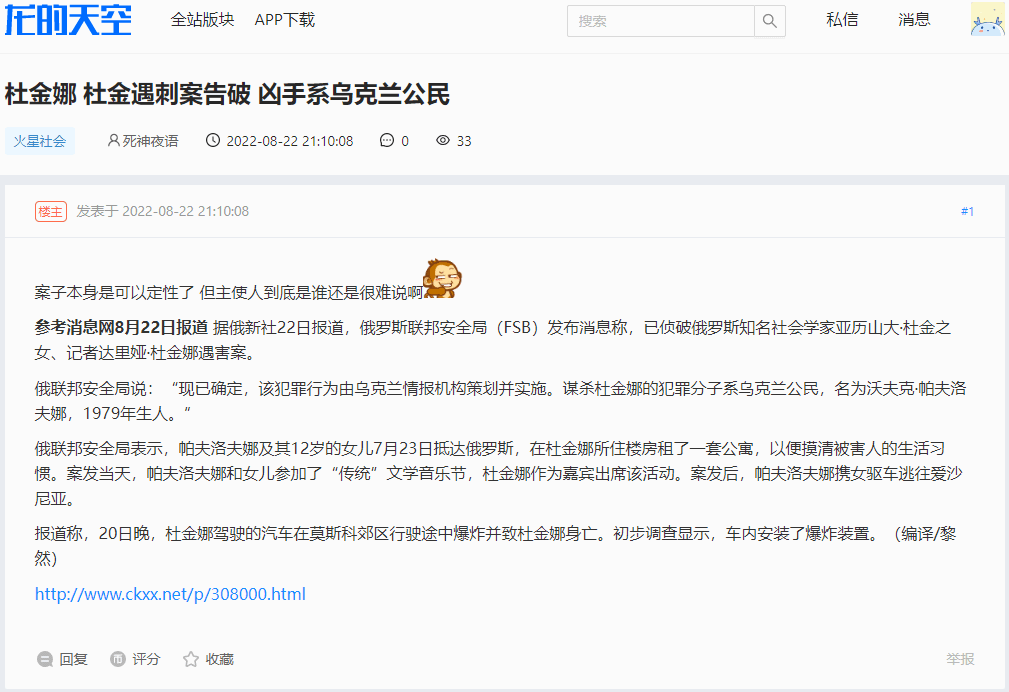 龙的天空
全站版块 APP下载 搜索 私信 消息
杜金娜 杜金遇刺案告破 凶手系乌克兰公民
火星社会 死神夜语 2022-08-22 21:10:08 0 33
楼主 发表于 2022-08-22 21:10:08 #1
案子本身是可以定性了 但主使人到底是谁还是很难说啊
参考消息网8月22日报道 据俄新社22日报道，俄罗斯联邦安全局（FSB）发布消息称，已侦破俄罗斯知名社会学家亚历山大·杜金之
女、记者达里娅·杜金娜遇害案。
俄联邦安全局说：“现已确定，该犯罪行为由乌克兰情报机构策划并实施。谋杀杜金娜的犯罪分子系乌克兰公民，名为沃夫克·帕夫洛
夫娜，1979年生人。“
俄联邦安全局表示，帕夫洛夫娜及其12岁的女儿7月23日抵达俄罗斯，在杜金娜所住楼房租了一套公寓，以便摸清被害人的生活习
惯。案发当天，帕夫洛夫娜和女儿参加了“传统”文学音乐节，杜金娜作为嘉宾出席该活动。案发后，帕夫洛夫娜携女驱车逃往爱沙
尼亚。
报道称，20日晚，杜金娜驾驶的汽车在莫斯科郊区行驶途中爆炸并致杜金娜身亡。初步调查显示，车内安装了爆炸装置。（编译/黎
然）
http://www.ckxx.net/p/308000.html
回复 评分 收藏 举报